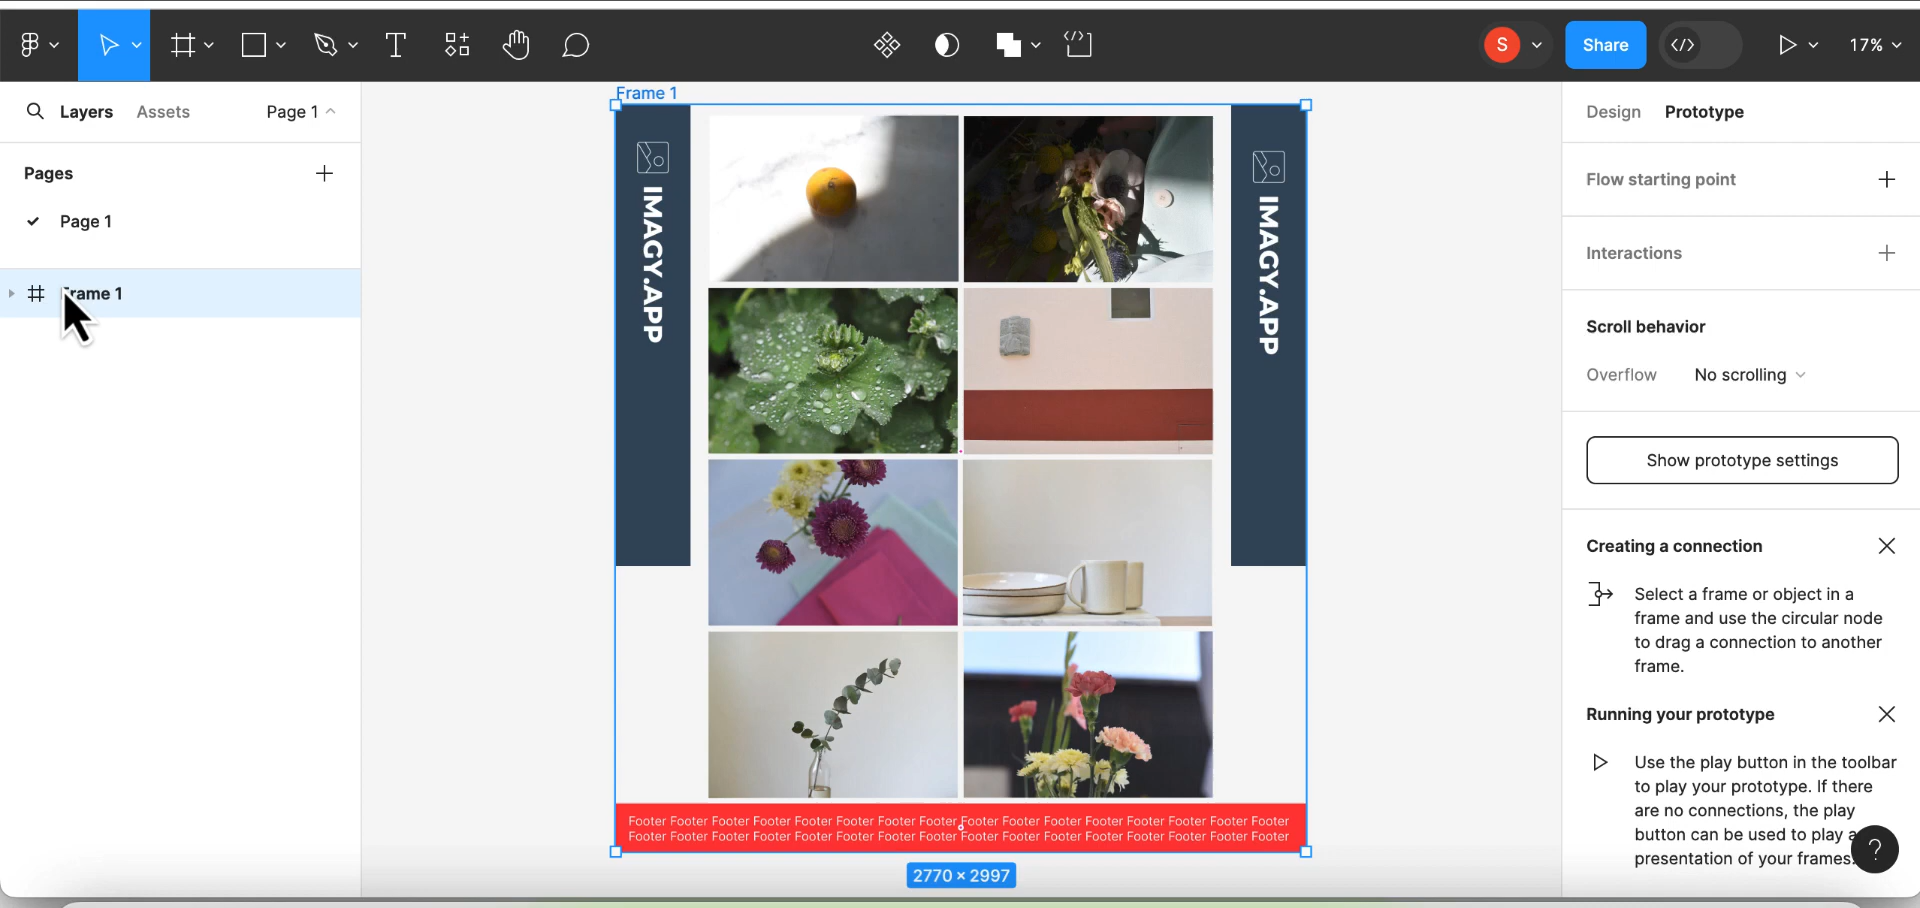 S
Share
17%
Layers
Assets
Page 1
Pages
Page 1
Frame 1
Frame 1
IMAGY.APP
IMAGY.APP
Footer Footer Footer Footer Footer Footer Footer Footer Footer Footer Footer Footer Footer Footer Footer Footer
Footer Footer Footer Footer Footer Footer Footer Footer Footer Footer Footer Footer Footer Footer Footer Footer
2770 × 2997
Design
Prototype
Flow starting point
Interactions
Scroll behavior
Overflow
No scrolling
Show prototype settings
Creating a connection
Select a frame or object in a
frame and use the circular node
to drag a connection to another
frame.
Running your prototype
Use the play button in the toolbar
to play your prototype. If there
are no connections, the play
button can be used to play a
presentation of your frames.
?